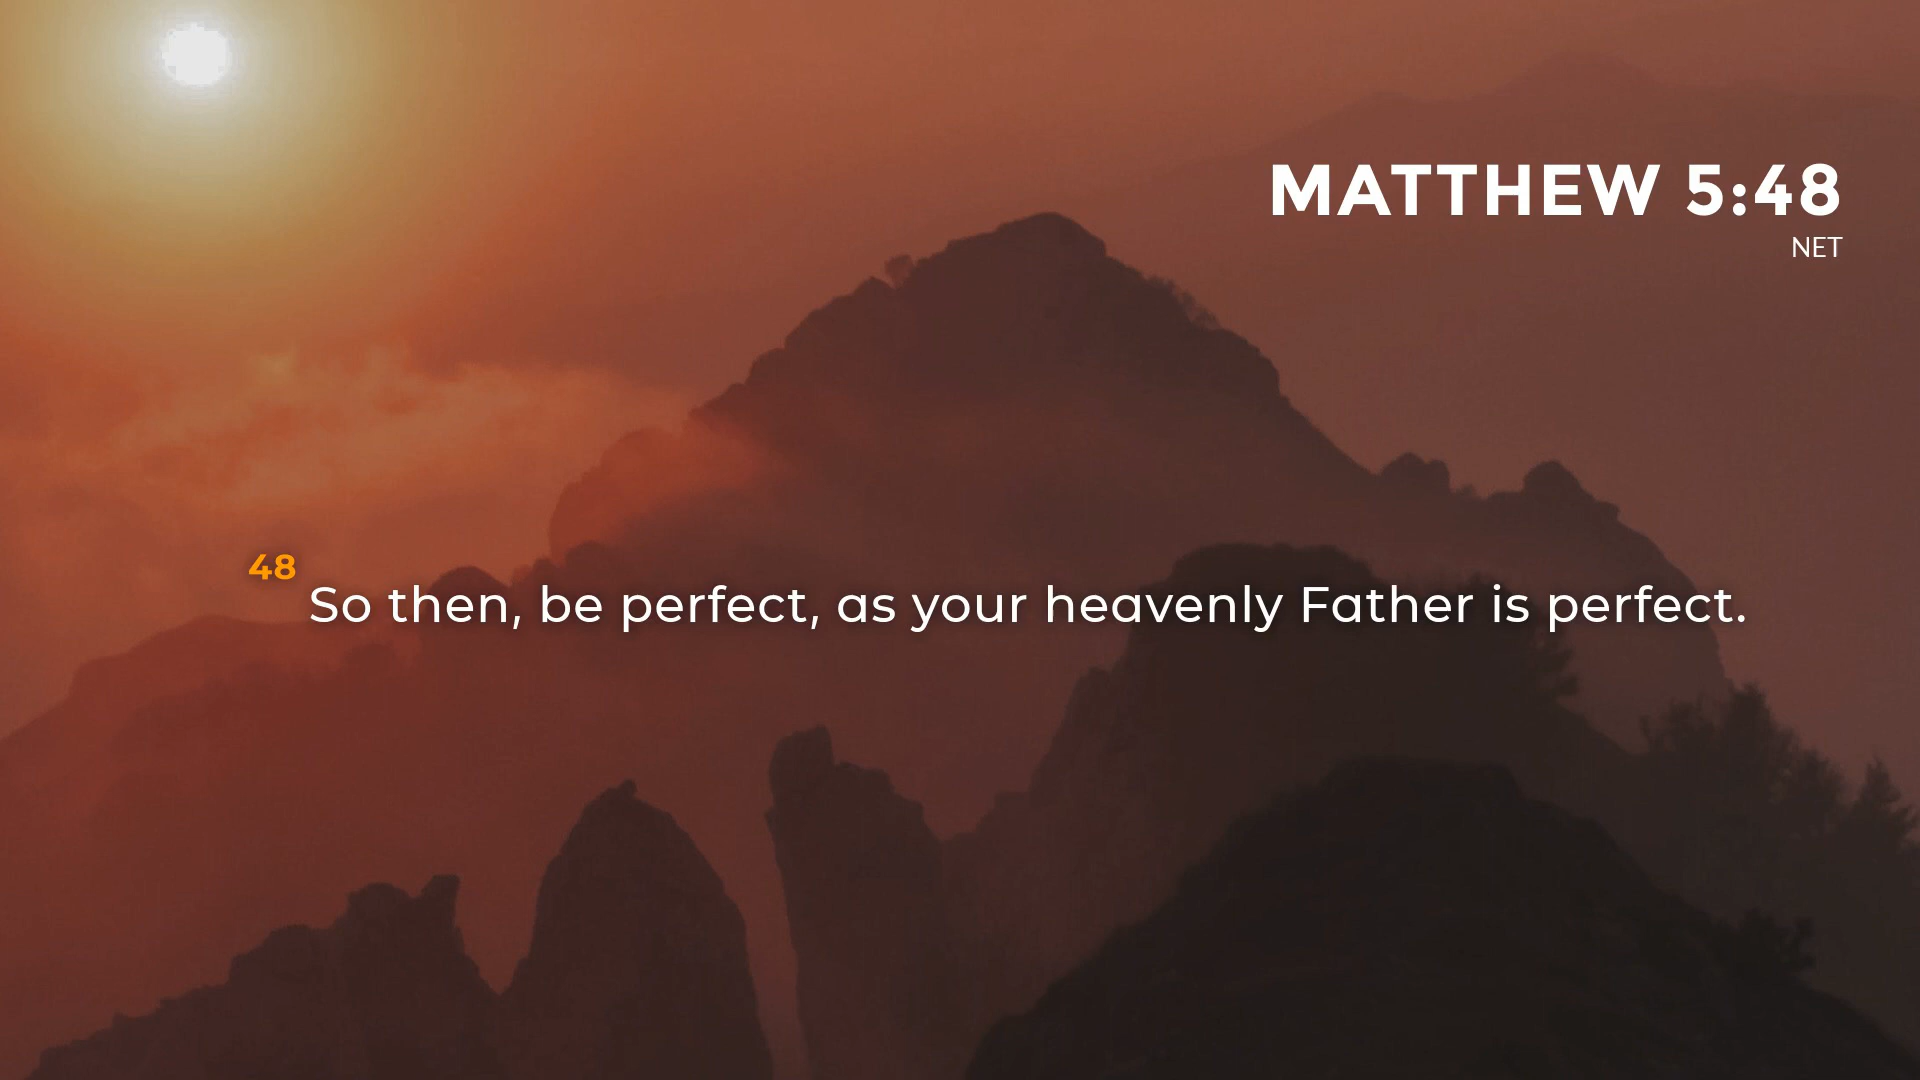 MATTHEW 5:48
NET
48 So then, be perfect, as your heavenly Father is perfect.